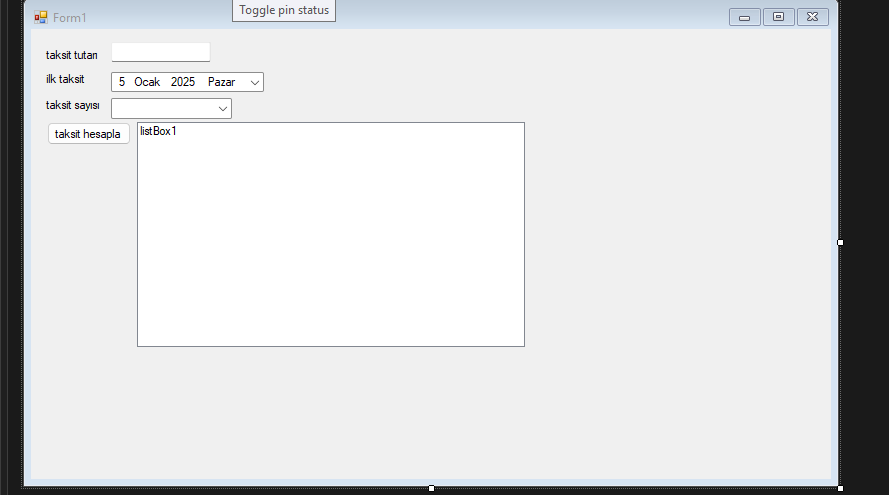 Toggle pin status
Form1
taksit tutarı
ilk taksit
5 Ocak 2025 Pazar
taksit sayısı
taksit hesapla
listBox1